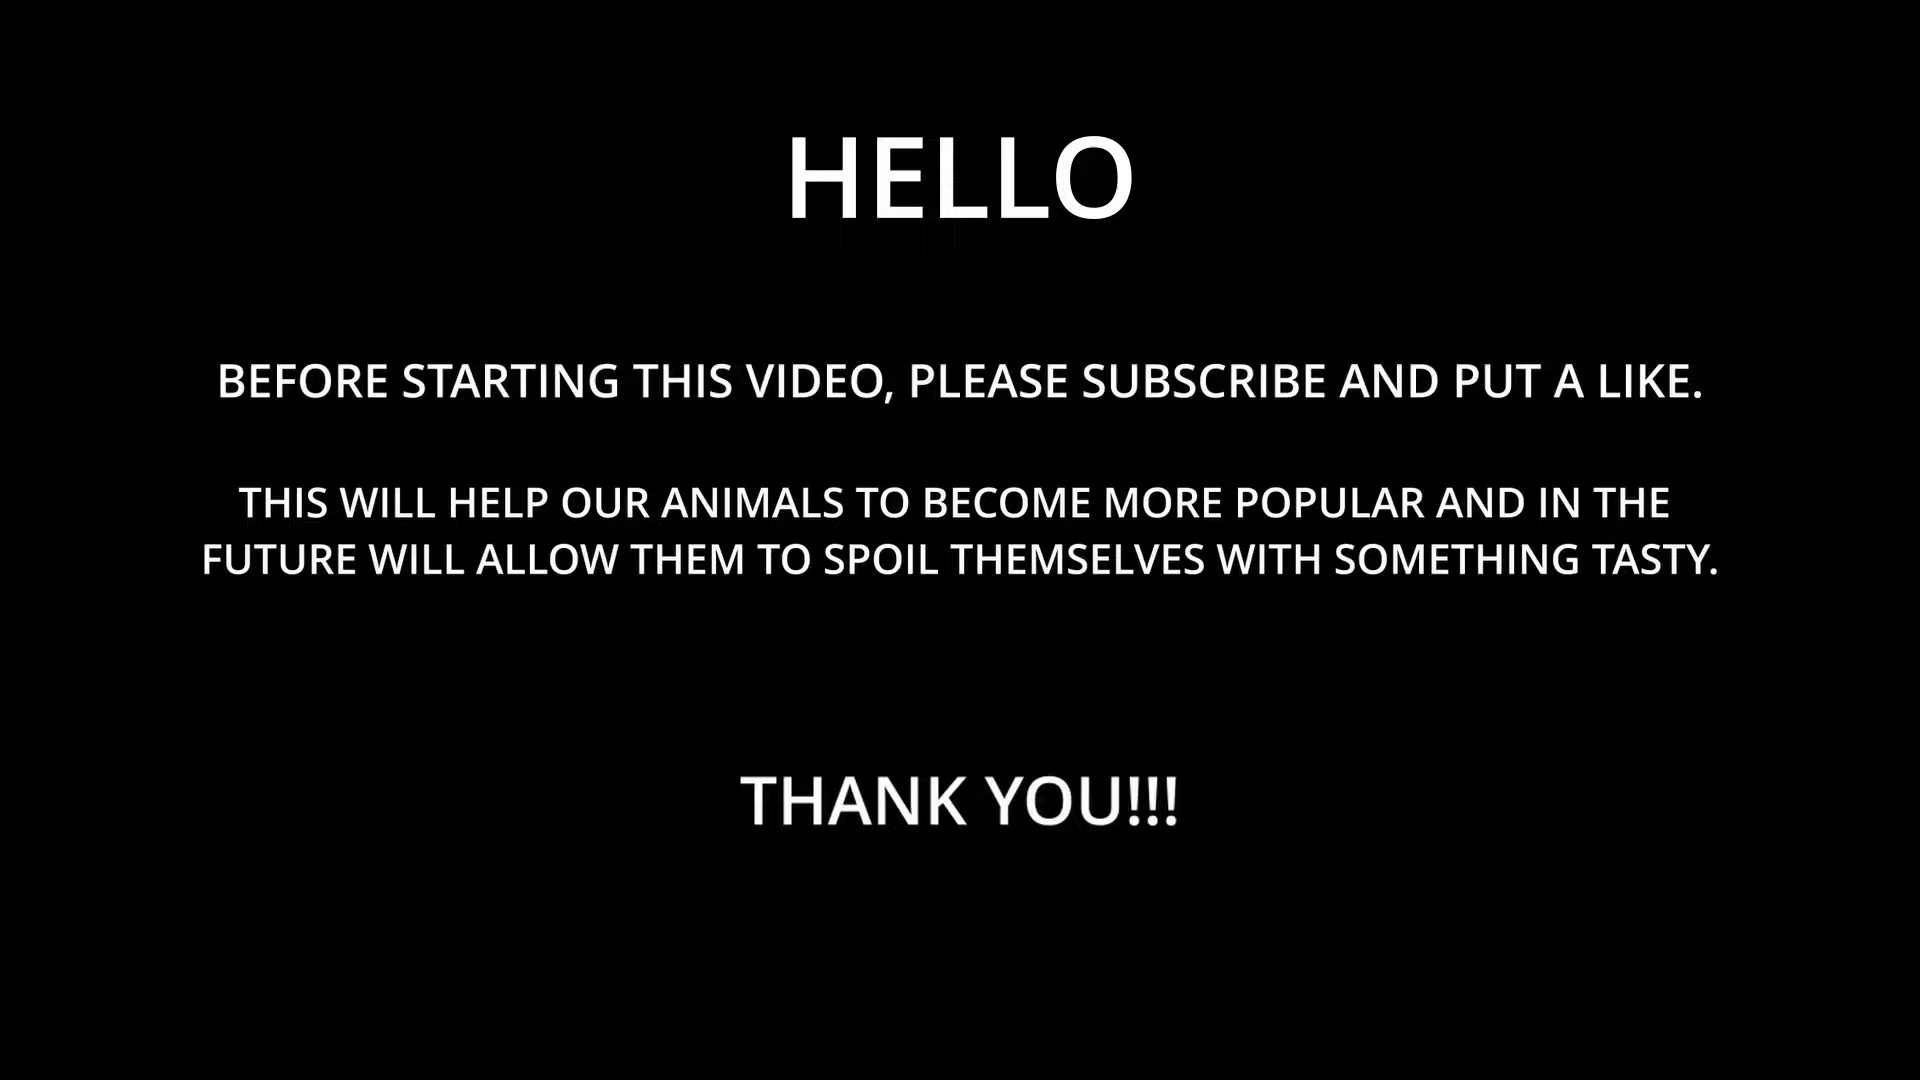 HELLO
BEFORE STARTING THIS VIDEO, PLEASE SUBSCRIBE AND PUT A LIKE.
THIS WILL HELP OUR ANIMALS TO BECOME MORE POPULAR AND IN THE
FUTURE WILL ALLOW THEM TO SPOIL THEMSELVES WITH SOMETHING TASTY.
THANK YOU!!!